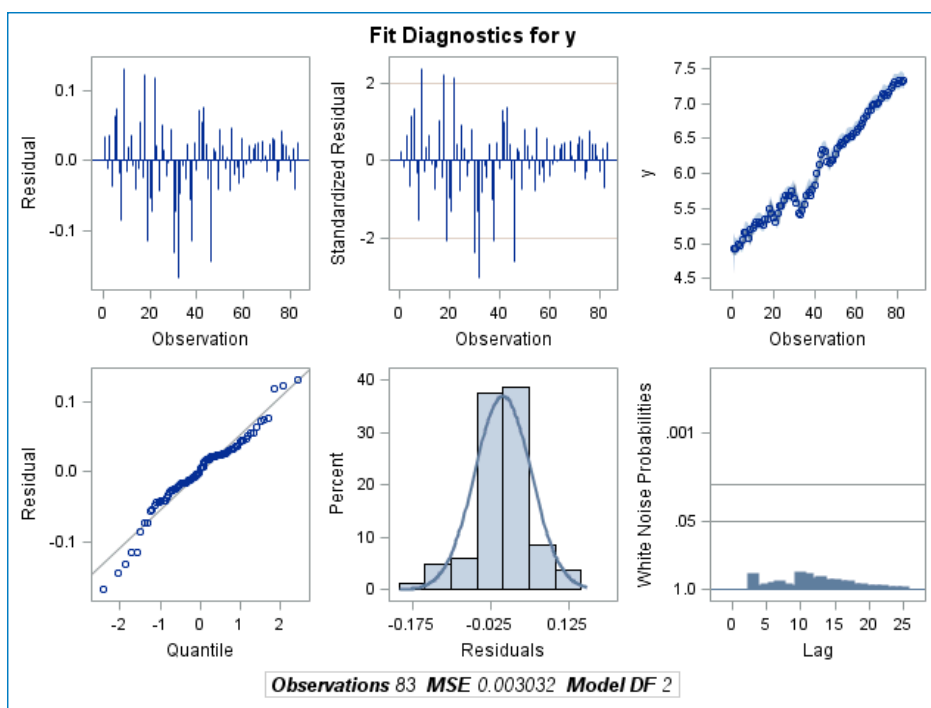 Fit Diagnostics for y
Residual
0.1
0.0
-0.1
0 20 40 60 80
Observation
Standardized Residual
2
0
-2
0 20 40 60 80
Observation
y
7.5
7.0
6.5
6.0
5.5
5.0
4.5
0 20 40 60 80
Observation
Residual
0.1
0.0
-0.1
-2 -1 0 1 2
Quantile
Percent
40
30
20
10
0
-0.175 -0.025 0.125
Residuals
White Noise Probabilities
.001
.05
1.0
0 5 10 15 20 25
Lag
Observations 83 MSE 0.003032 Model DF 2